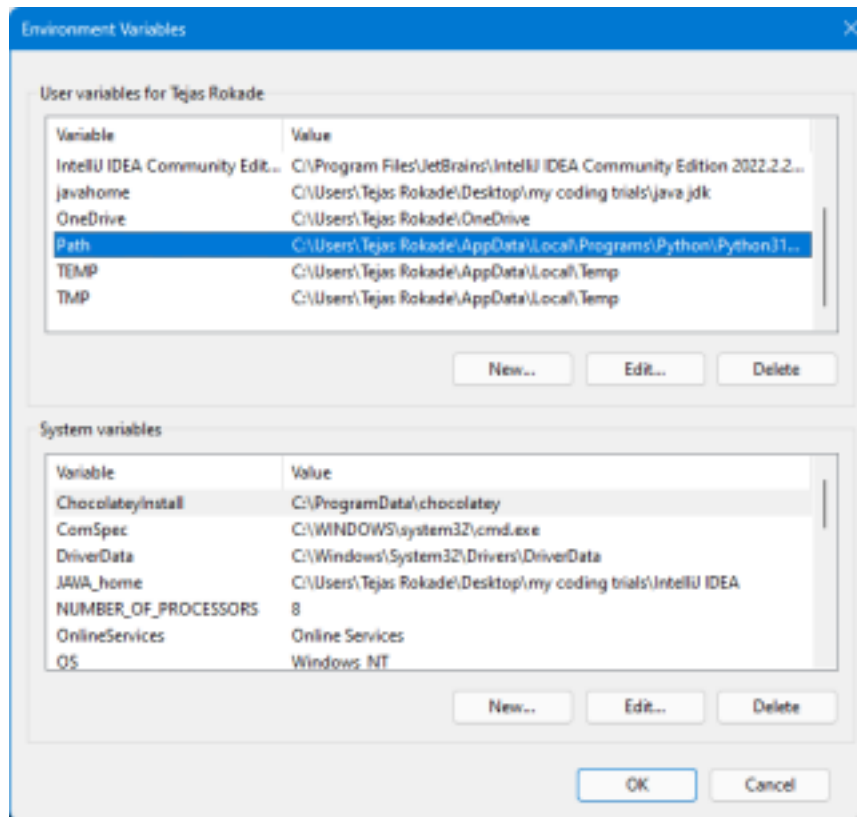 Environment Variables
User variables for Tejas Rokade
Variable Value
IntelliJ IDEA Community Edit... C:\Program Files\JetBrains\IntelliJ IDEA Community Edition 2022.2.2...
javahome C:\Users\Tejas Rokade\Desktop\my coding trials\java jdk
OneDrive C:\Users\Tejas Rokade\OneDrive
Path C:\Users\Tejas Rokade\AppData\Local\Programs\Python\Python31...
TEMP C:\Users\Tejas Rokade\AppData\Local\Temp
TMP C:\Users\Tejas Rokade\AppData\Local\Temp
New... Edit... Delete
System variables
Variable Value
ChocolateyInstall C:\ProgramData\chocolatey
ComSpec C:\WINDOWS\system32\cmd.exe
DriverData C:\Windows\System32\Drivers\DriverData
JAVA_home C:\Users\Tejas Rokade\Desktop\my coding trials\IntelliJ IDEA
NUMBER_OF_PROCESSORS 8
OnlineServices Online Services
OS Windows_NT
New... Edit... Delete
OK Cancel